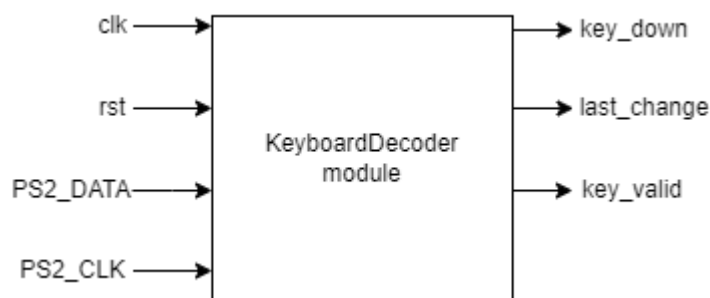 clk
rst
PS2_DATA
PS2_CLK
KeyboardDecoder
module
key_down
last_change
key_valid